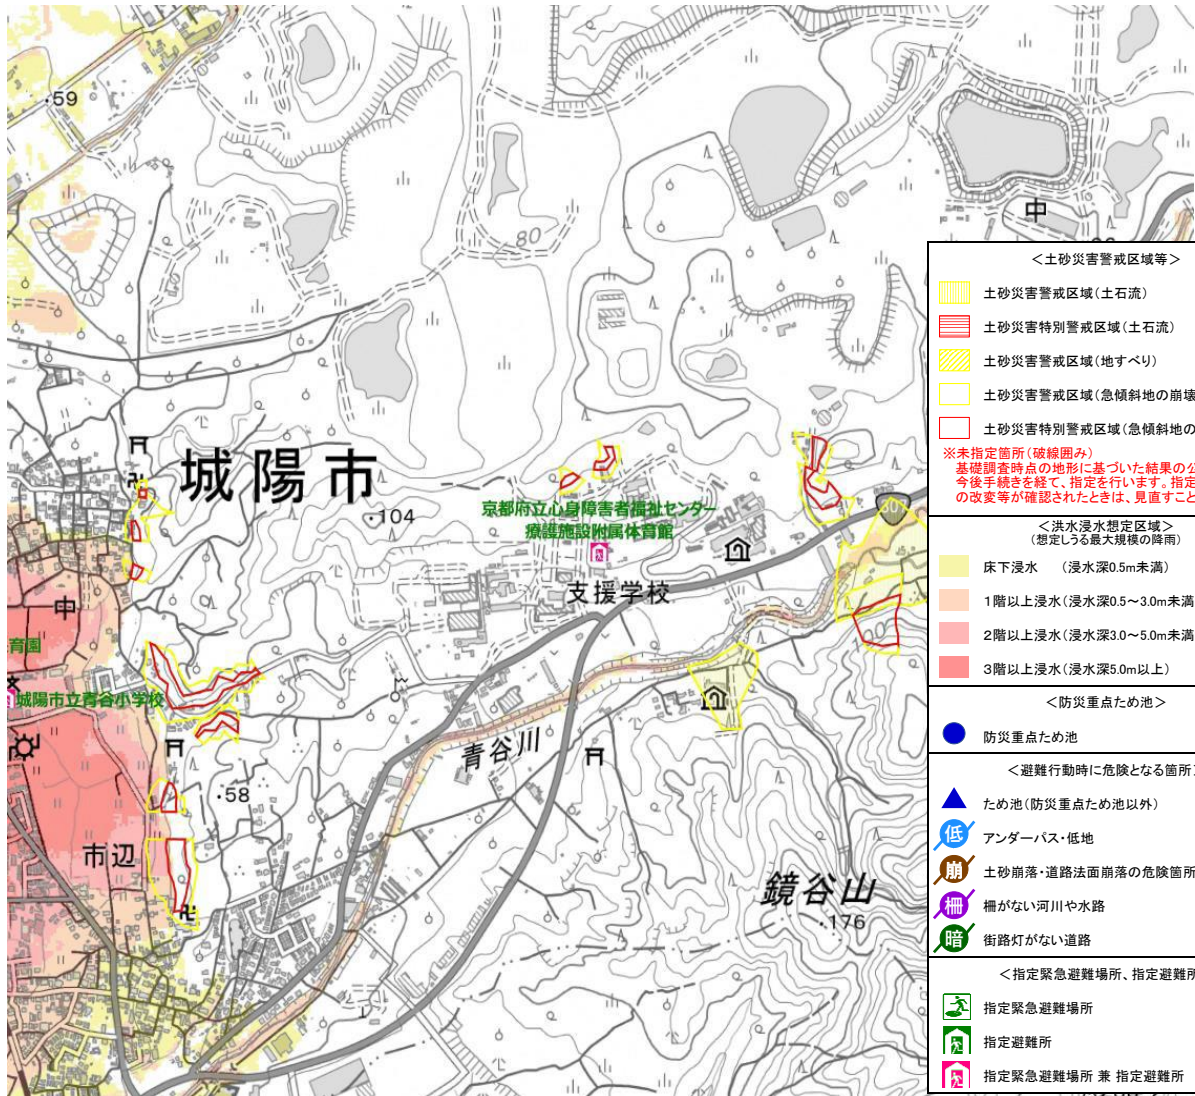 ・59
80
中
城陽市
・104
京都府立心身障害者福祉センター
療護施設附属体育館
支援学校
中
育園
城陽市立青谷小学校
青谷川
・58
市辺
鏡谷山
・176
＜土砂災害警戒区域等＞
土砂災害警戒区域（土石流）
土砂災害特別警戒区域（土石流）
土砂災害警戒区域（地すべり）
土砂災害警戒区域（急傾斜地の崩壊
土砂災害特別警戒区域（急傾斜地の
※未指定箇所（破線囲み）
基礎調査時点の地形に基づいた結果の公
今後手続きを経て、指定を行います。指定
の改変等が確認されたときは、見直すこと
＜洪水浸水想定区域＞
（想定しうる最大規模の降雨）
床下浸水　（浸水深0.5m未満）
１階以上浸水（浸水深0.5～3.0m未満
２階以上浸水（浸水深3.0～5.0m未満
３階以上浸水（浸水深5.0m以上）
＜防災重点ため池＞
防災重点ため池
＜避難行動時に危険となる箇所＞
ため池（防災重点ため池以外）
低 アンダーパス・低地
崩 土砂崩落・道路法面崩落の危険箇所
柵 柵がない河川や水路
暗 街路灯がない道路
＜指定緊急避難場所、指定避難所
指定緊急避難場所
指定避難所
指定緊急避難場所 兼 指定避難所